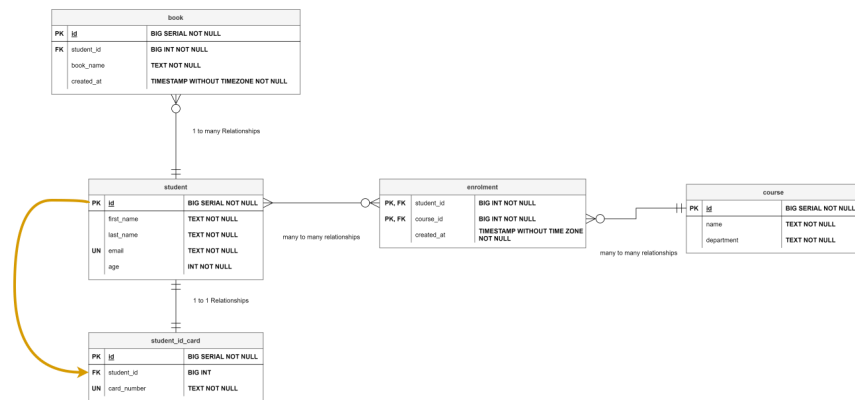 book
PK id BIG SERIAL NOT NULL
FK student_id BIG INT NOT NULL
book_name TEXT NOT NULL
created_at TIMESTAMP WITHOUT TIMEZONE NOT NULL
1 to many Relationships
student
PK id BIG SERIAL NOT NULL
first_name TEXT NOT NULL
last_name TEXT NOT NULL
UN email TEXT NOT NULL
age INT NOT NULL
many to many relationships
enrolment
PK, FK student_id BIG INT NOT NULL
PK, FK course_id BIG INT NOT NULL
created_at TIMESTAMP WITHOUT TIME ZONE
NOT NULL
many to many relationships
course
PK id BIG SERIAL NOT NULL
name TEXT NOT NULL
department TEXT NOT NULL
1 to 1 Relationships
student_id_card
PK id BIG SERIAL NOT NULL
FK student_id BIG INT
UN card_number TEXT NOT NULL